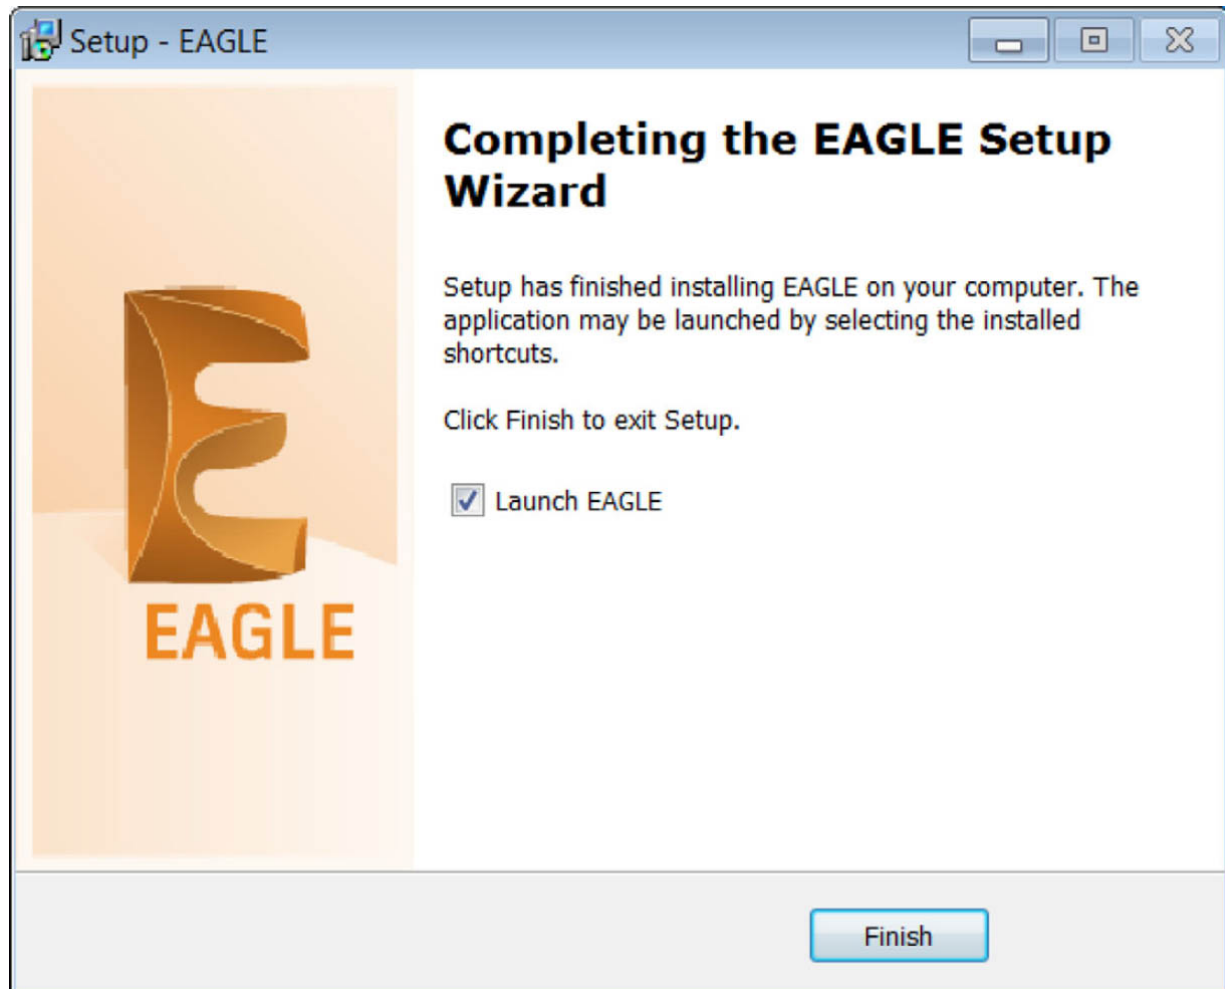 Setup - EAGLE
Completing the EAGLE Setup
Wizard
Setup has finished installing EAGLE on your computer. The
application may be launched by selecting the installed
shortcuts.
Click Finish to exit Setup.
Launch EAGLE
EAGLE
Finish